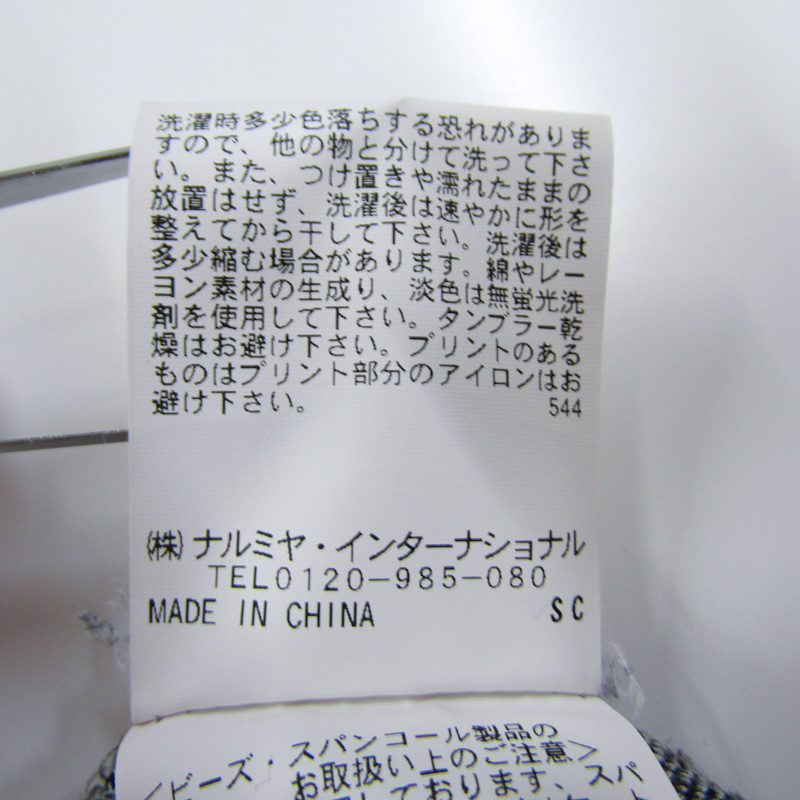 洗濯時多少色落ちする恐れがありま
すので、他の物と分けて洗って下さ
い。また、つけ置きや濡れたままの
放置はせず、洗濯後は速やかに形を
整えてから干して下さい。洗濯後は
多少縮む場合があります。綿やレー
ヨン素材の生成り、淡色は無蛍光洗
剤を使用して下さい。タンブラー乾
燥はお避け下さい。プリントのある
ものはプリント部分のアイロンはお
避け下さい。 544
㈱ナルミヤ・インターナショナル
TEL0120-985-080
MADE IN CHINA SC
<ビーズ・スパンコール製品の
お取扱い上のご注意>
しております、スパ